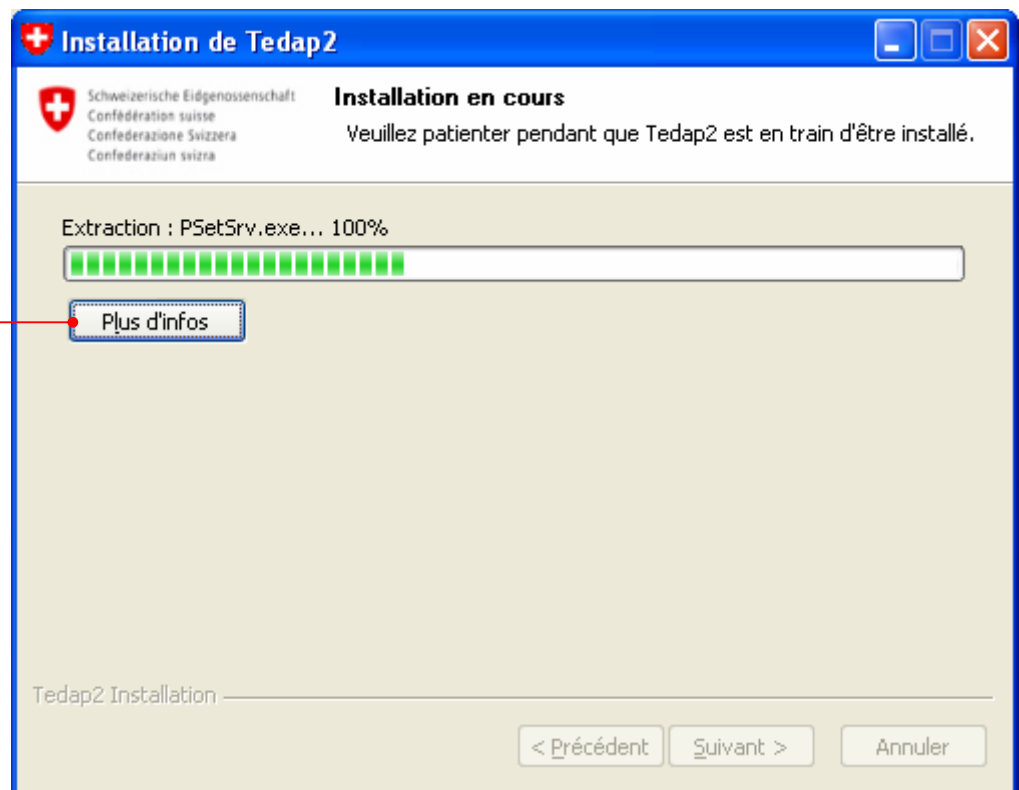 Installation de Tedap2
Schweizerische Eidgenossenschaft
Confédération suisse
Confederazione Svizzera
Confederaziun svizra
Installation en cours
Veuillez patienter pendant que Tedap2 est en train d'être installé.
Extraction : PSetSrv.exe... 100%
Plus d'infos
Tedap2 Installation
< Précédent
Suivant >
Annuler